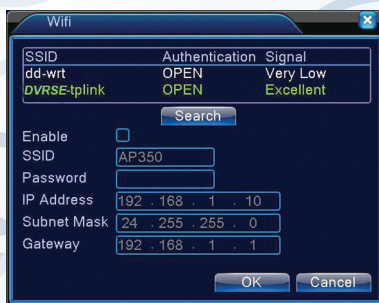 Wifi
SSID Authentication Signal
dd-wrt OPEN Very Low
DVRSE-tplink OPEN Excellent
Search
Enable
SSID AP350
Password
IP Address 192 . 168 . 1 . 10
Subnet Mask 24 . 255 . 255 . 0
Gateway 192 . 168 . 1 . 1
OK Cancel